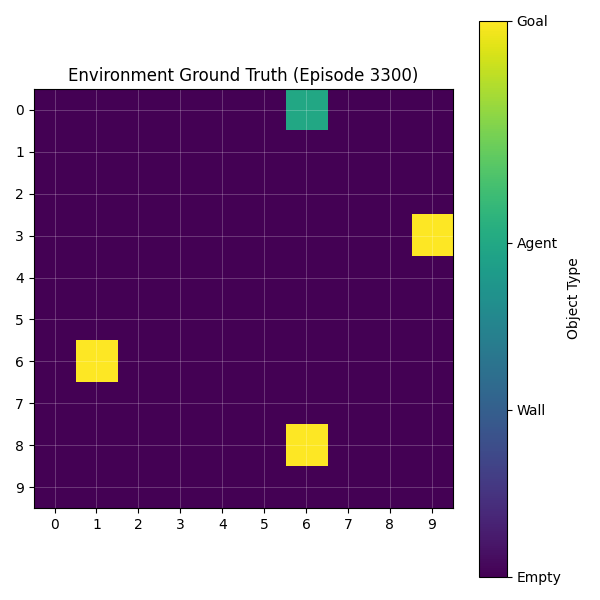 Environment Ground Truth (Episode 3300)
Goal
Agent
Wall
Empty
Object Type
0
1
2
3
4
5
6
7
8
9
0 1 2 3 4 5 6 7 8 9